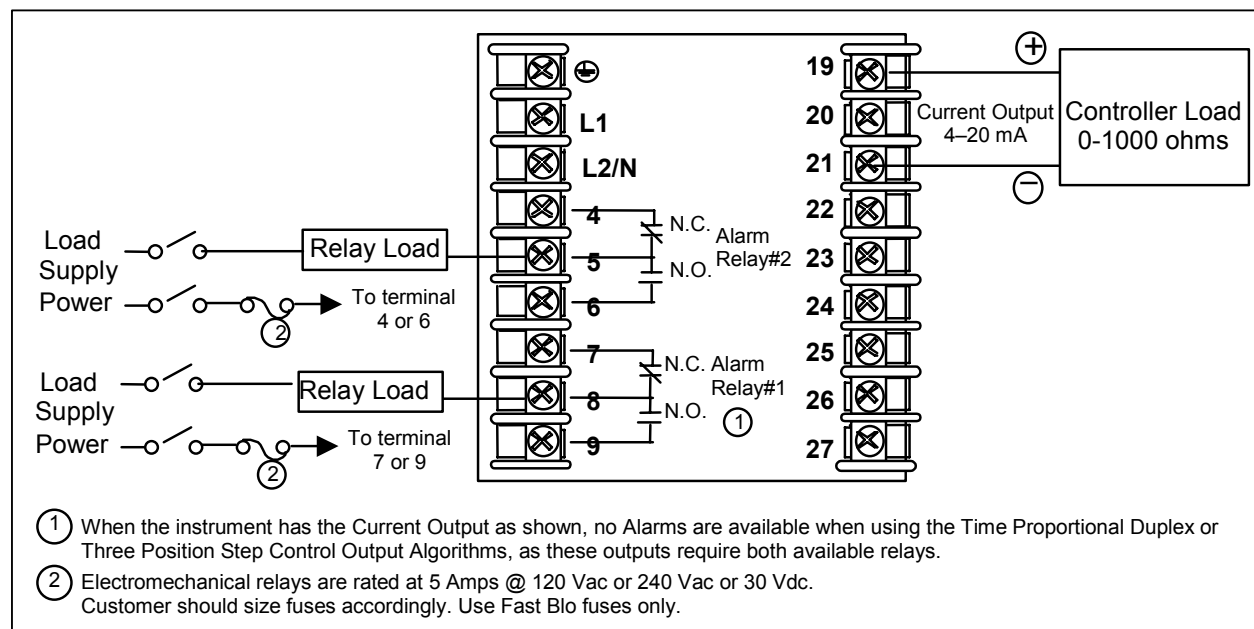 L1
L2/N
4
5
6
7
8
9
N.C.
N.O.
Alarm
Relay#2
N.C.
Alarm
Relay#1
N.O.
1
19
20
21
22
23
24
25
26
27
+
Current Output
4–20 mA
−
Controller Load
0-1000 ohms
Load
Supply
Power
Relay Load
2
To terminal
4 or 6
Load
Supply
Power
Relay Load
2
To terminal
7 or 9
1 When the instrument has the Current Output as shown, no Alarms are available when using the Time Proportional Duplex or
Three Position Step Control Output Algorithms, as these outputs require both available relays.
2 Electromechanical relays are rated at 5 Amps @ 120 Vac or 240 Vac or 30 Vdc.
Customer should size fuses accordingly. Use Fast Blo fuses only.